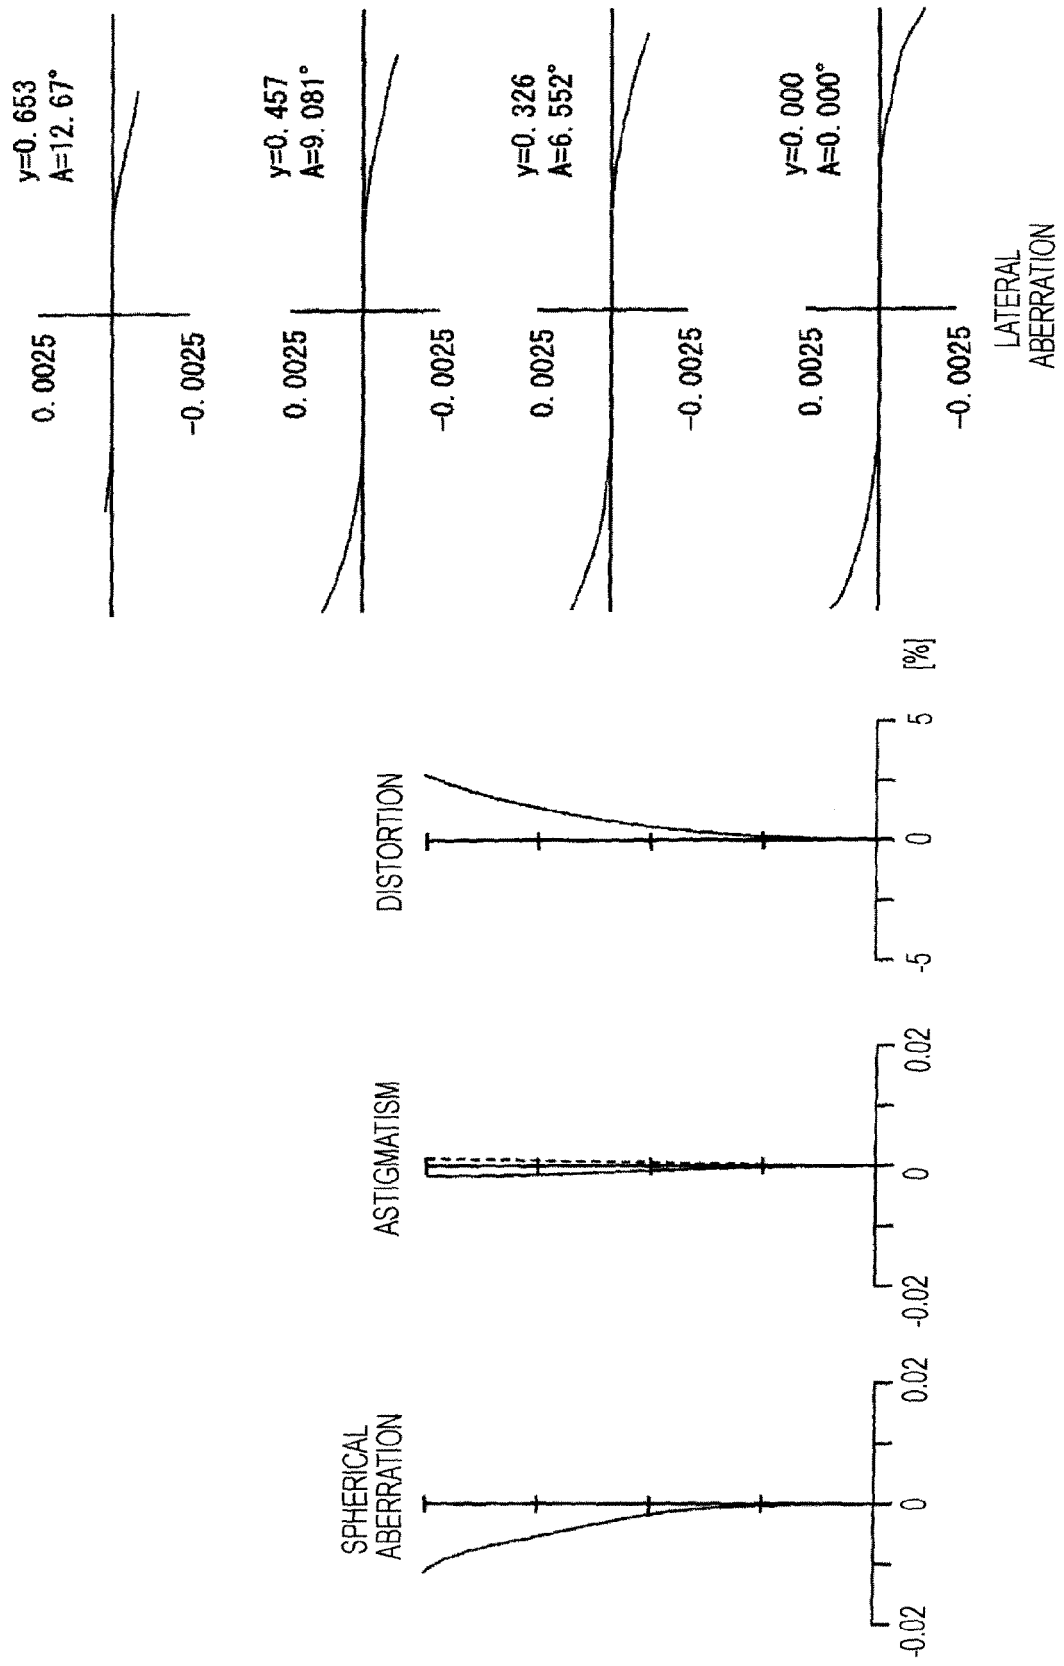 SPHERICAL
ABERRATION
-0.02
0
0.02
ASTIGMATISM
-0.02
0
0.02
DISTORTION
-5
0
5
[%]
0.0025
-0.0025
y=0.653
A=12.67°
0.0025
-0.0025
y=0.457
A=9.081°
0.0025
-0.0025
y=0.326
A=6.552°
0.0025
-0.0025
y=0.000
A=0.000°
LATERAL
ABERRATION